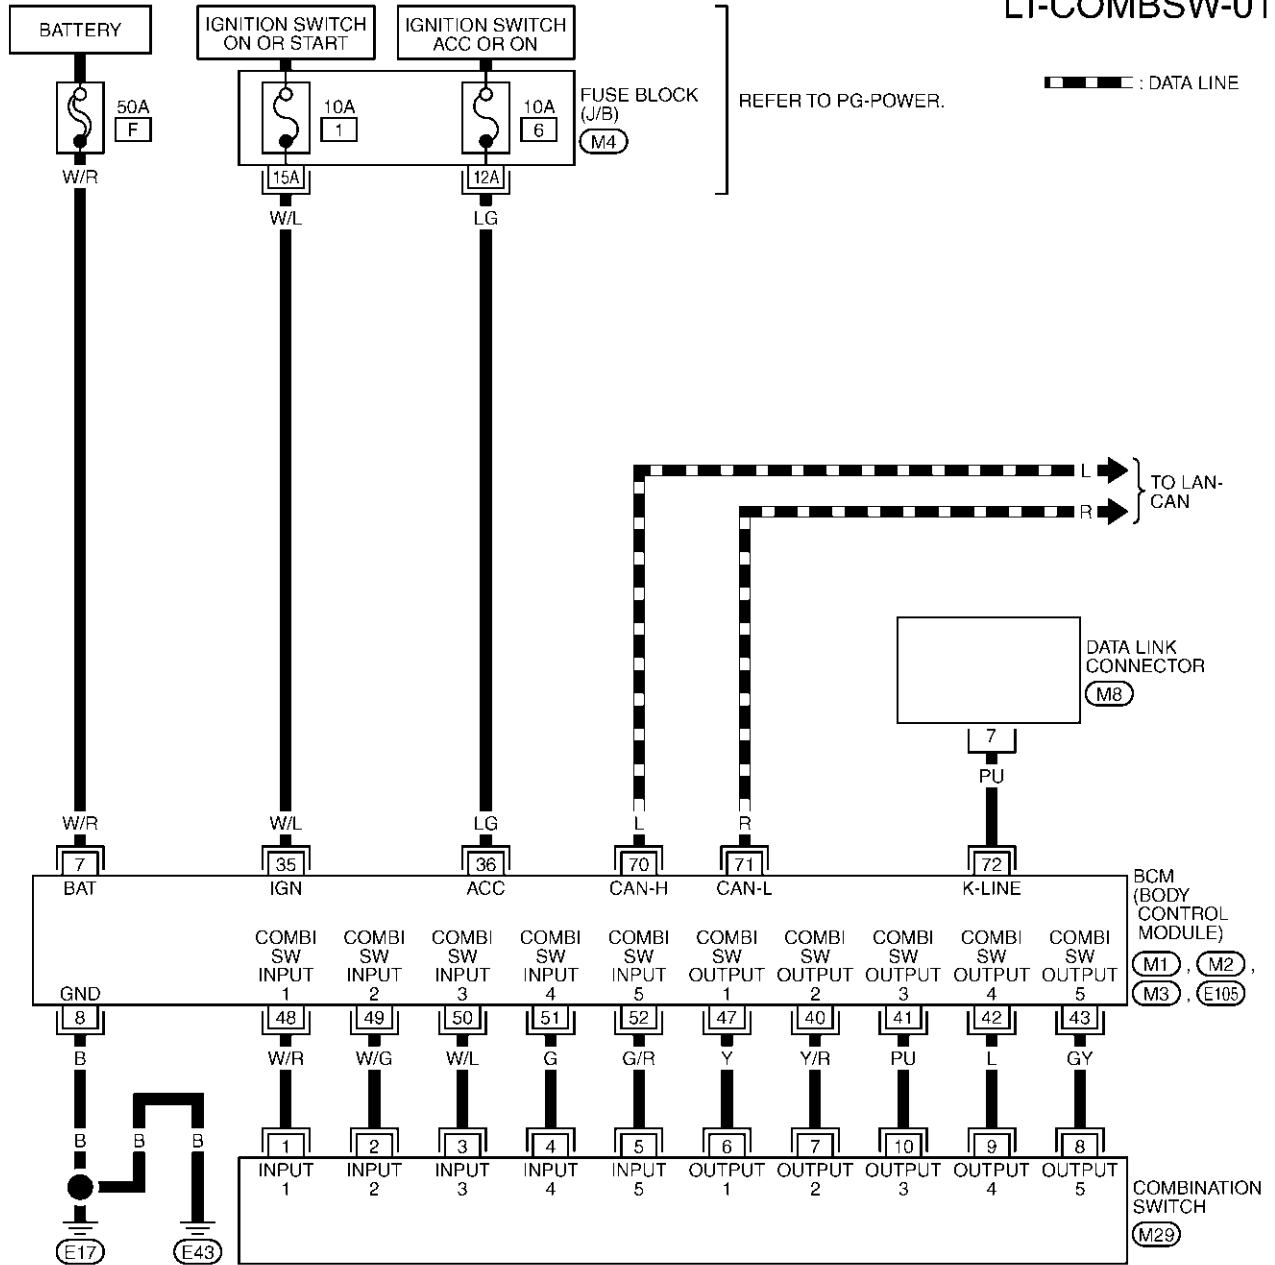 LT-COMBSW-01
BATTERY
IGNITION SWITCH
ON OR START
IGNITION SWITCH
ACC OR ON
: DATA LINE
50A
F
10A
1
10A
6
FUSE BLOCK
(J/B)
M4
REFER TO PG-POWER.
15A
12A
W/R
W/L
LG
L
R
TO LAN-
CAN
DATA LINK
CONNECTOR
M8
7
PU
W/R
W/L
LG
L
R
7
35
36
70
71
72
BAT
IGN
ACC
CAN-H
CAN-L
K-LINE
BCM
(BODY
CONTROL
MODULE)
M1 , M2 ,
M3 , E105
COMBI
SW
INPUT
1
COMBI
SW
INPUT
2
COMBI
SW
INPUT
3
COMBI
SW
INPUT
4
COMBI
SW
INPUT
5
COMBI
SW
OUTPUT
1
COMBI
SW
OUTPUT
2
COMBI
SW
OUTPUT
3
COMBI
SW
OUTPUT
4
COMBI
SW
OUTPUT
5
GND
8
48
49
50
51
52
47
40
41
42
43
B
W/R
W/G
W/L
G
G/R
Y
Y/R
PU
L
GY
B
B
B
1
2
3
4
5
6
7
10
9
8
INPUT
1
INPUT
2
INPUT
3
INPUT
4
INPUT
5
OUTPUT
1
OUTPUT
2
OUTPUT
3
OUTPUT
4
OUTPUT
5
COMBINATION
SWITCH
M29
E17
E43